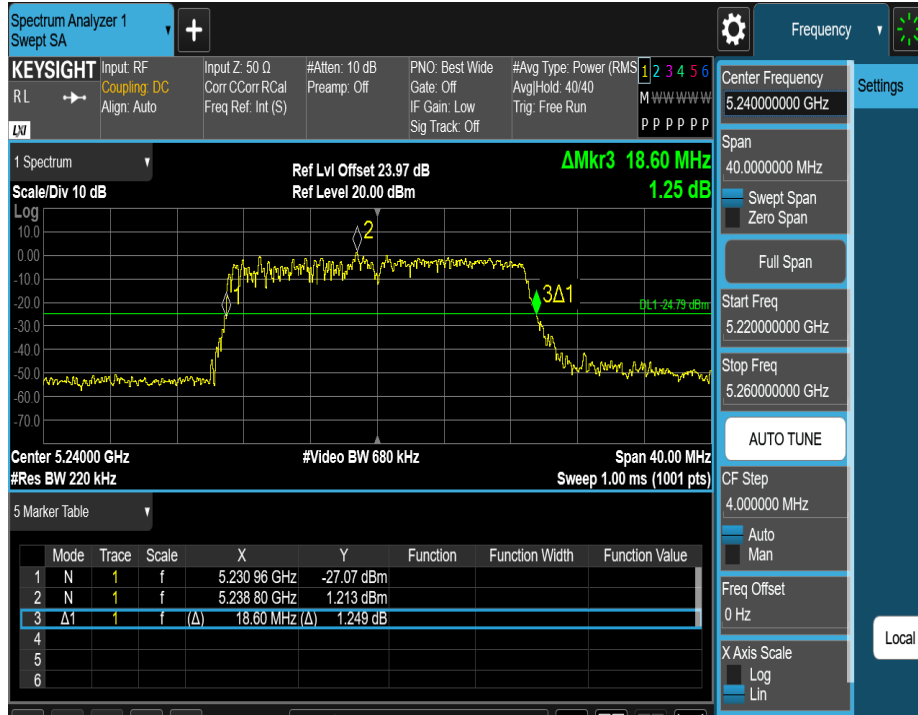 Spectrum Analyzer 1
Swept SA
+
Frequency
KEYSIGHT
RL
LXI
Input: RF
Coupling: DC
Align: Auto
Input Z: 50 Ω
Corr CCorr RCal
Freq Ref: Int (S)
#Atten: 10 dB
Preamp: Off
PNO: Best Wide
Gate: Off
IF Gain: Low
Sig Track: Off
#Avg Type: Power (RMS
Avg|Hold: 40/40
Trig: Free Run
1 2 3 4 5 6
M W W W W W
P P P P P P
1 Spectrum
Scale/Div 10 dB
Ref Lvl Offset 23.97 dB
Ref Level 20.00 dBm
ΔMkr3 18.60 MHz
1.25 dB
Log
10.0
0.00
-10.0
-20.0
-30.0
-40.0
-50.0
-60.0
-70.0
2
1
3Δ1
DL1 -24.79 dBm
Center 5.24000 GHz
#Res BW 220 kHz
#Video BW 680 kHz
Span 40.00 MHz
Sweep 1.00 ms (1001 pts)
5 Marker Table
Mode Trace Scale X Y Function Function Width Function Value
1 N 1 f 5.230 96 GHz -27.07 dBm
2 N 1 f 5.238 80 GHz 1.213 dBm
3 Δ1 1 f (Δ) 18.60 MHz (Δ) 1.249 dB
4
5
6
Center Frequency
5.240000000 GHz
Settings
Span
40.0000000 MHz
Swept Span
Zero Span
Full Span
Start Freq
5.220000000 GHz
Stop Freq
5.260000000 GHz
AUTO TUNE
CF Step
4.000000 MHz
Auto
Man
Freq Offset
0 Hz
Local
X Axis Scale
Log
Lin